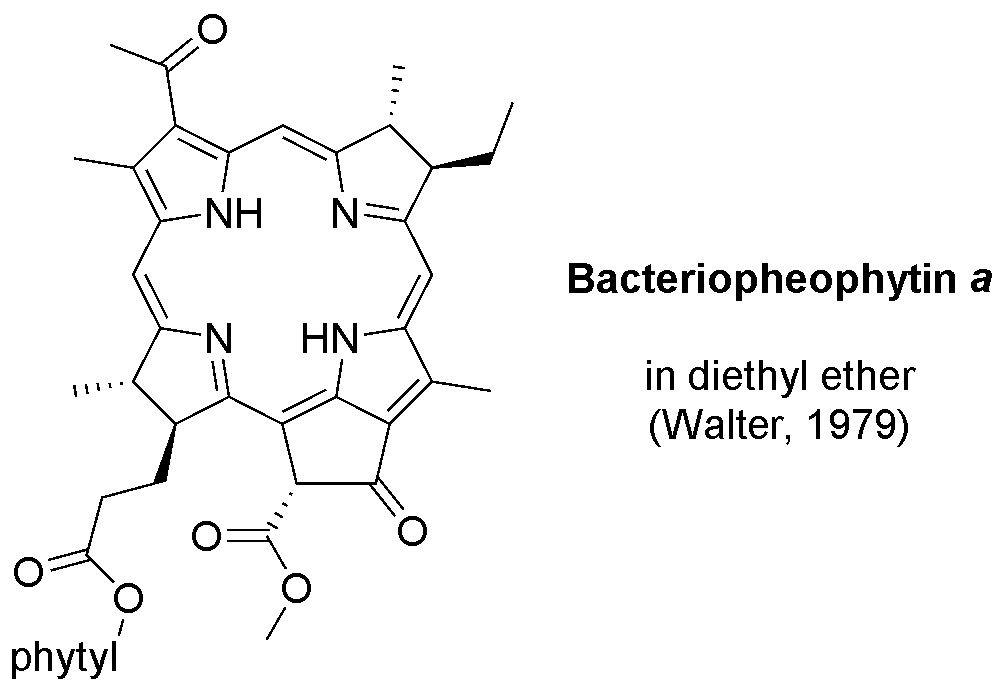 O
NH
N
Bacteriopheophytin a
N
HN
in diethyl ether
(Walter, 1979)
O
O
O
O
O
phytyl